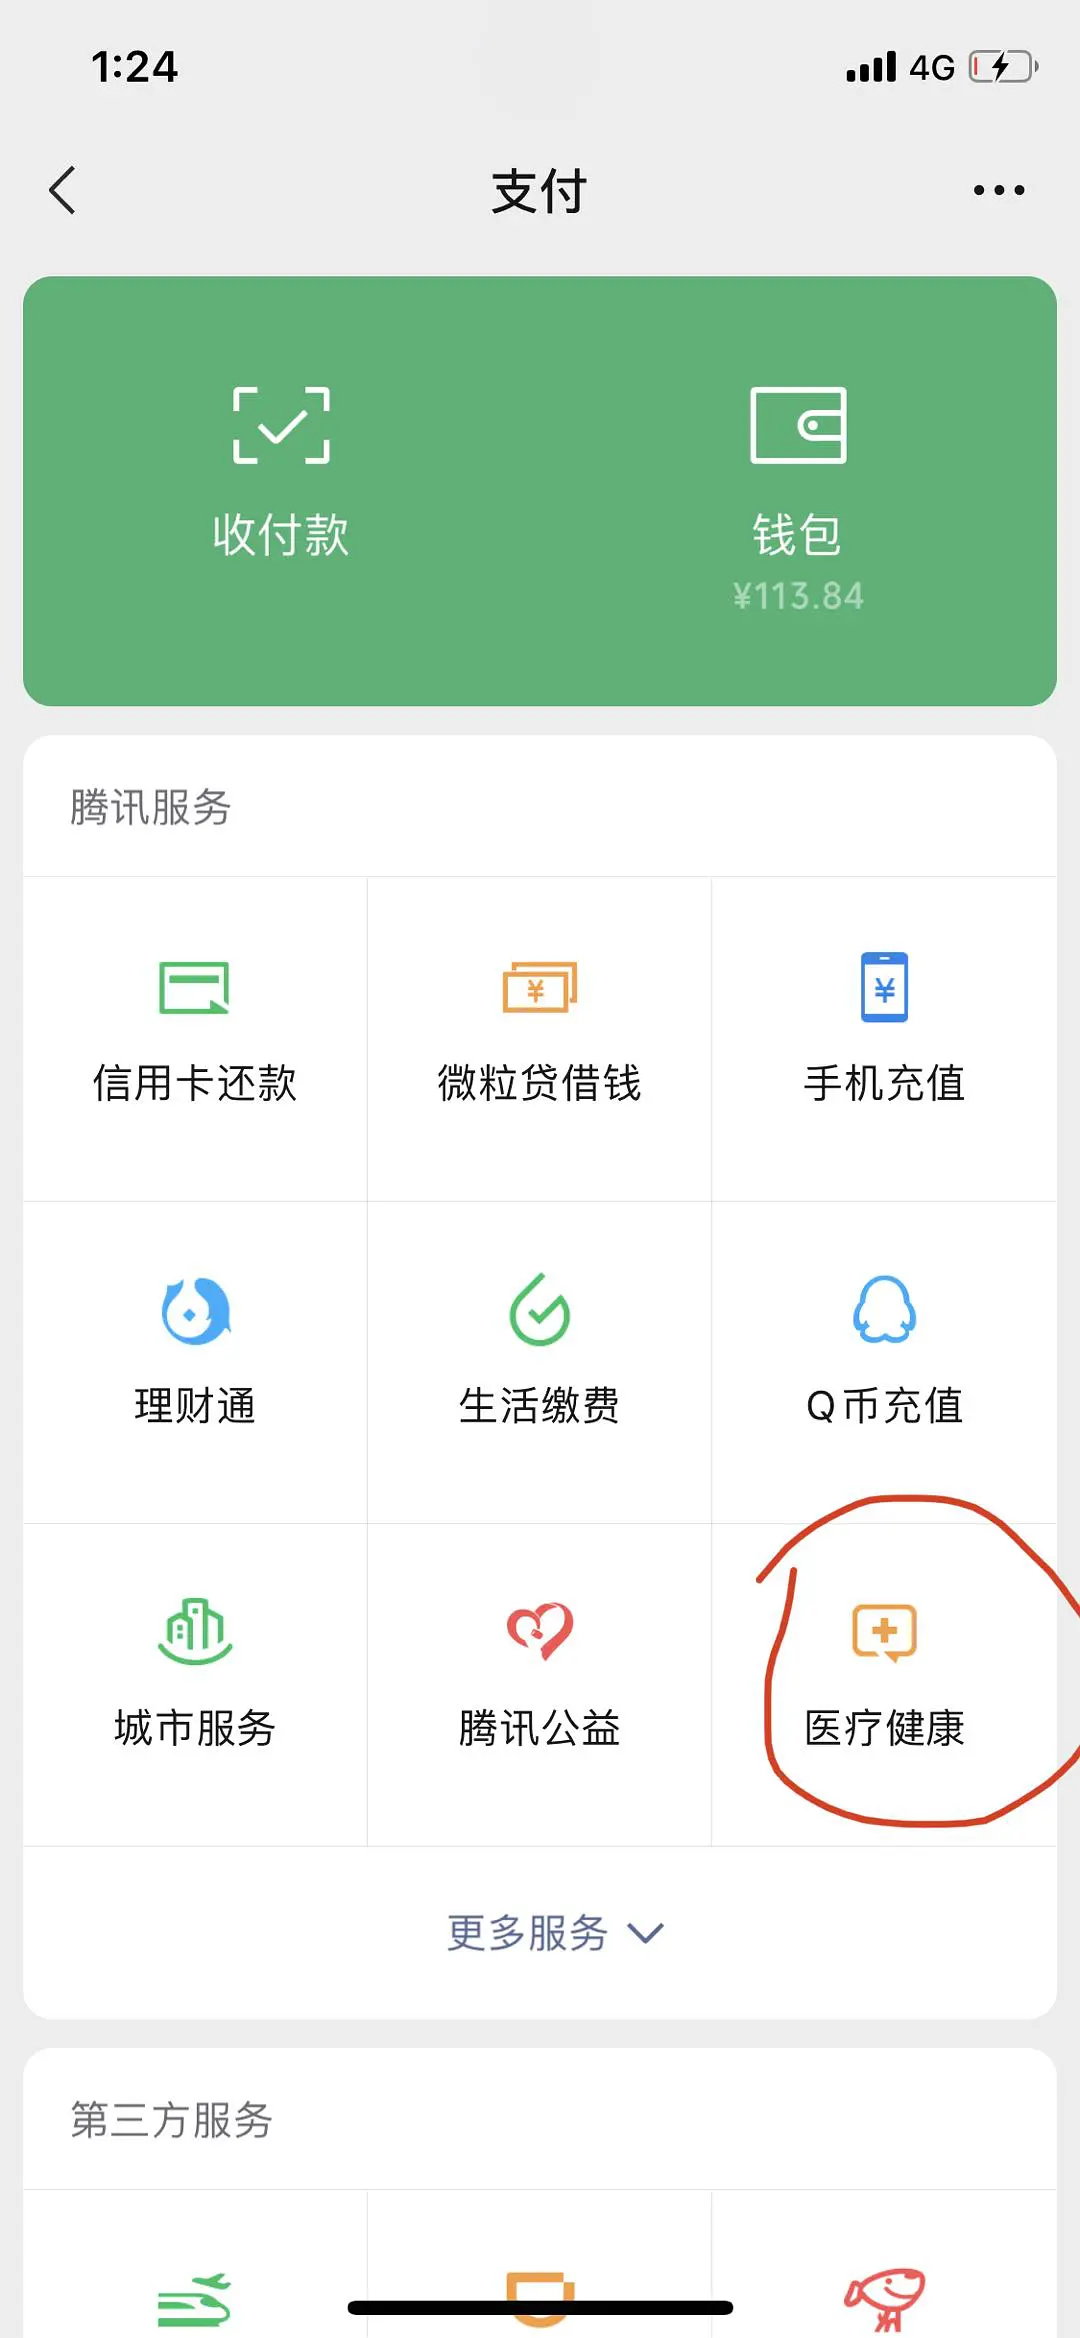 1:24 4G
支付
收付款 钱包
¥113.84
腾讯服务
信用卡还款 微粒贷借钱 手机充值
理财通 生活缴费 Q币充值
城市服务 腾讯公益 医疗健康
更多服务
第三方服务